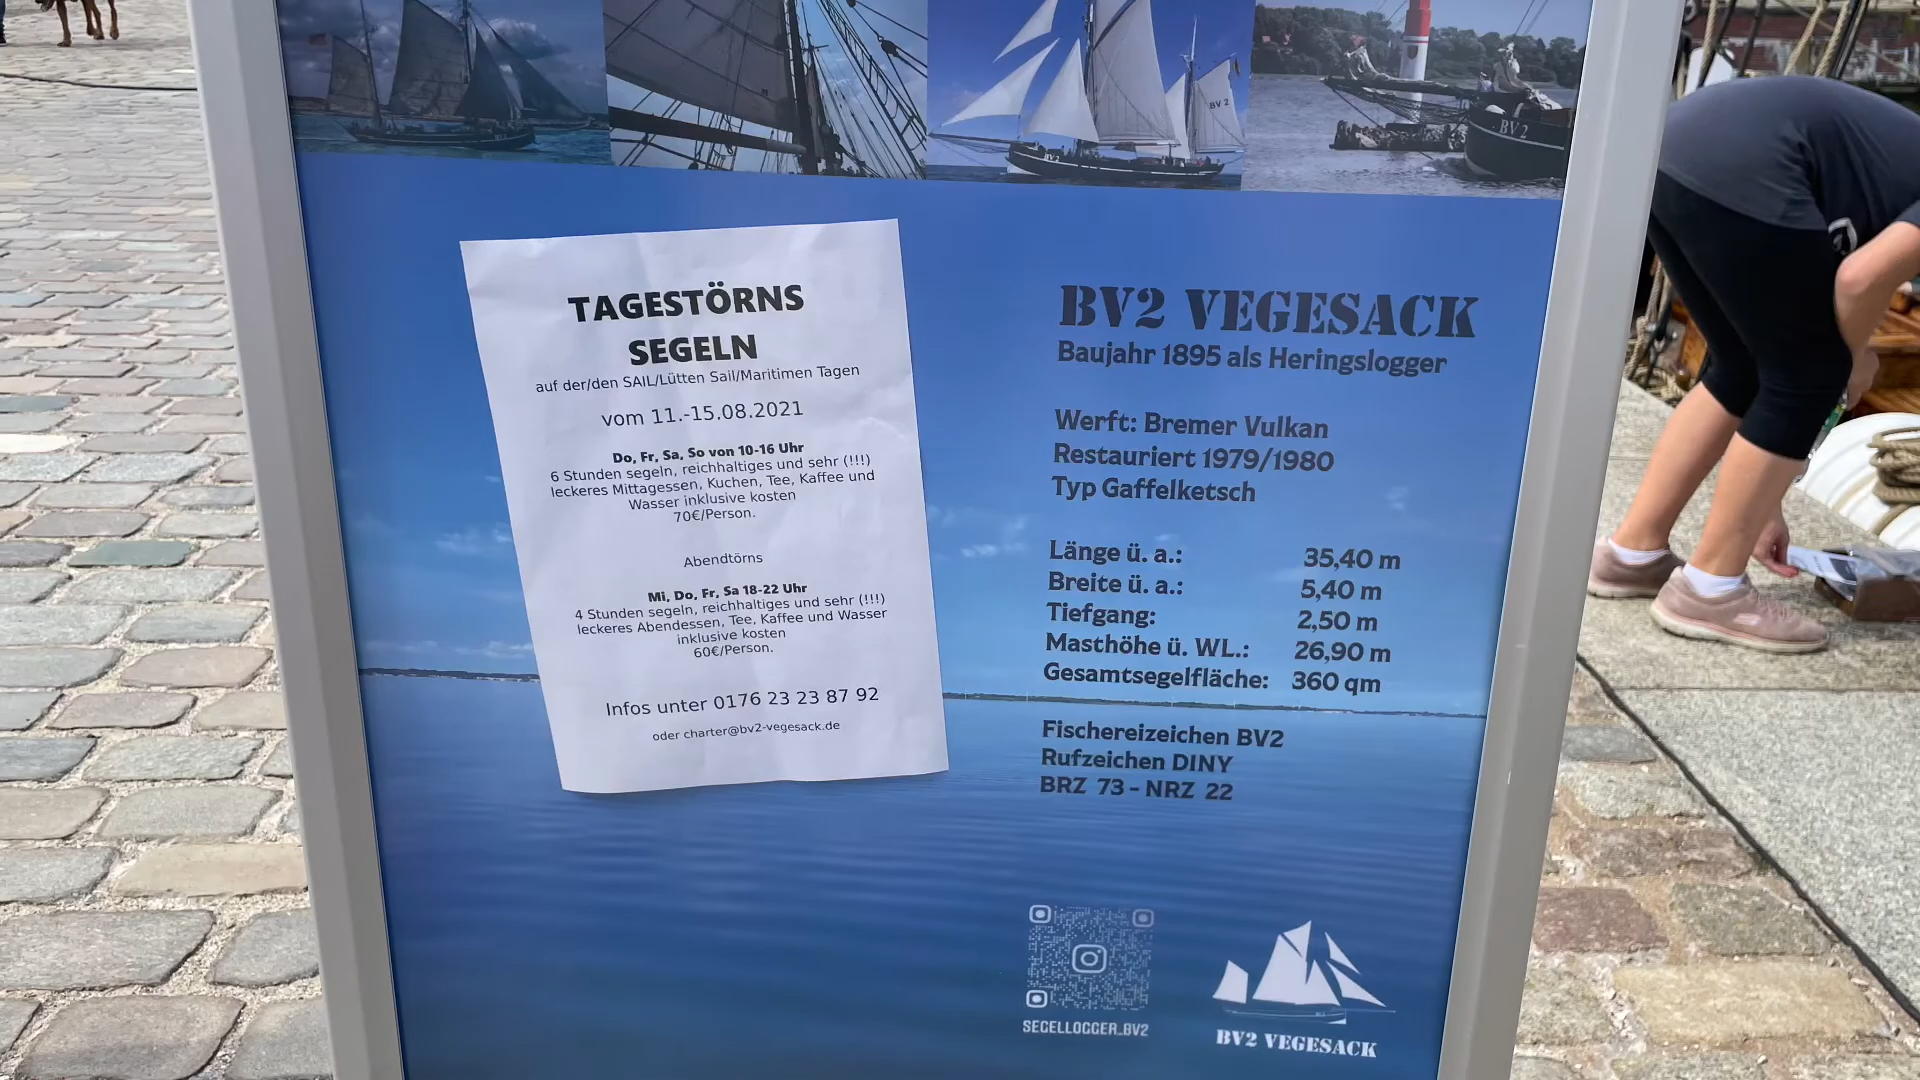 BV 2
BV 2
TAGESTÖRNS
SEGELN
auf der/den SAIL/Lütten Sail/Maritimen Tagen
vom 11.-15.08.2021
Do, Fr, Sa, So von 10-16 Uhr
6 Stunden segeln, reichhaltiges und sehr (!!!)
leckeres Mittagessen, Kuchen, Tee, Kaffee und
Wasser inklusive kosten
70€/Person.
Abendtörns
Mi, Do, Fr, Sa 18-22 Uhr
4 Stunden segeln, reichhaltiges und sehr (!!!)
leckeres Abendessen, Tee, Kaffee und Wasser
inklusive kosten
60€/Person.
Infos unter 0176 23 23 87 92
oder charter@bv2-vegesack.de
BV2 VEGESACK
Baujahr 1895 als Heringslogger
Werft: Bremer Vulkan
Restauriert 1979/1980
Typ Gaffelketsch
Länge ü. a.: 35,40 m
Breite ü. a.: 5,40 m
Tiefgang: 2,50 m
Masthöhe ü. WL.: 26,90 m
Gesamtsegelfläche: 360 qm
Fischereizeichen BV2
Rufzeichen DINY
BRZ 73 - NRZ 22
SEGELLOGGER_BV2
BV2 VEGESACK